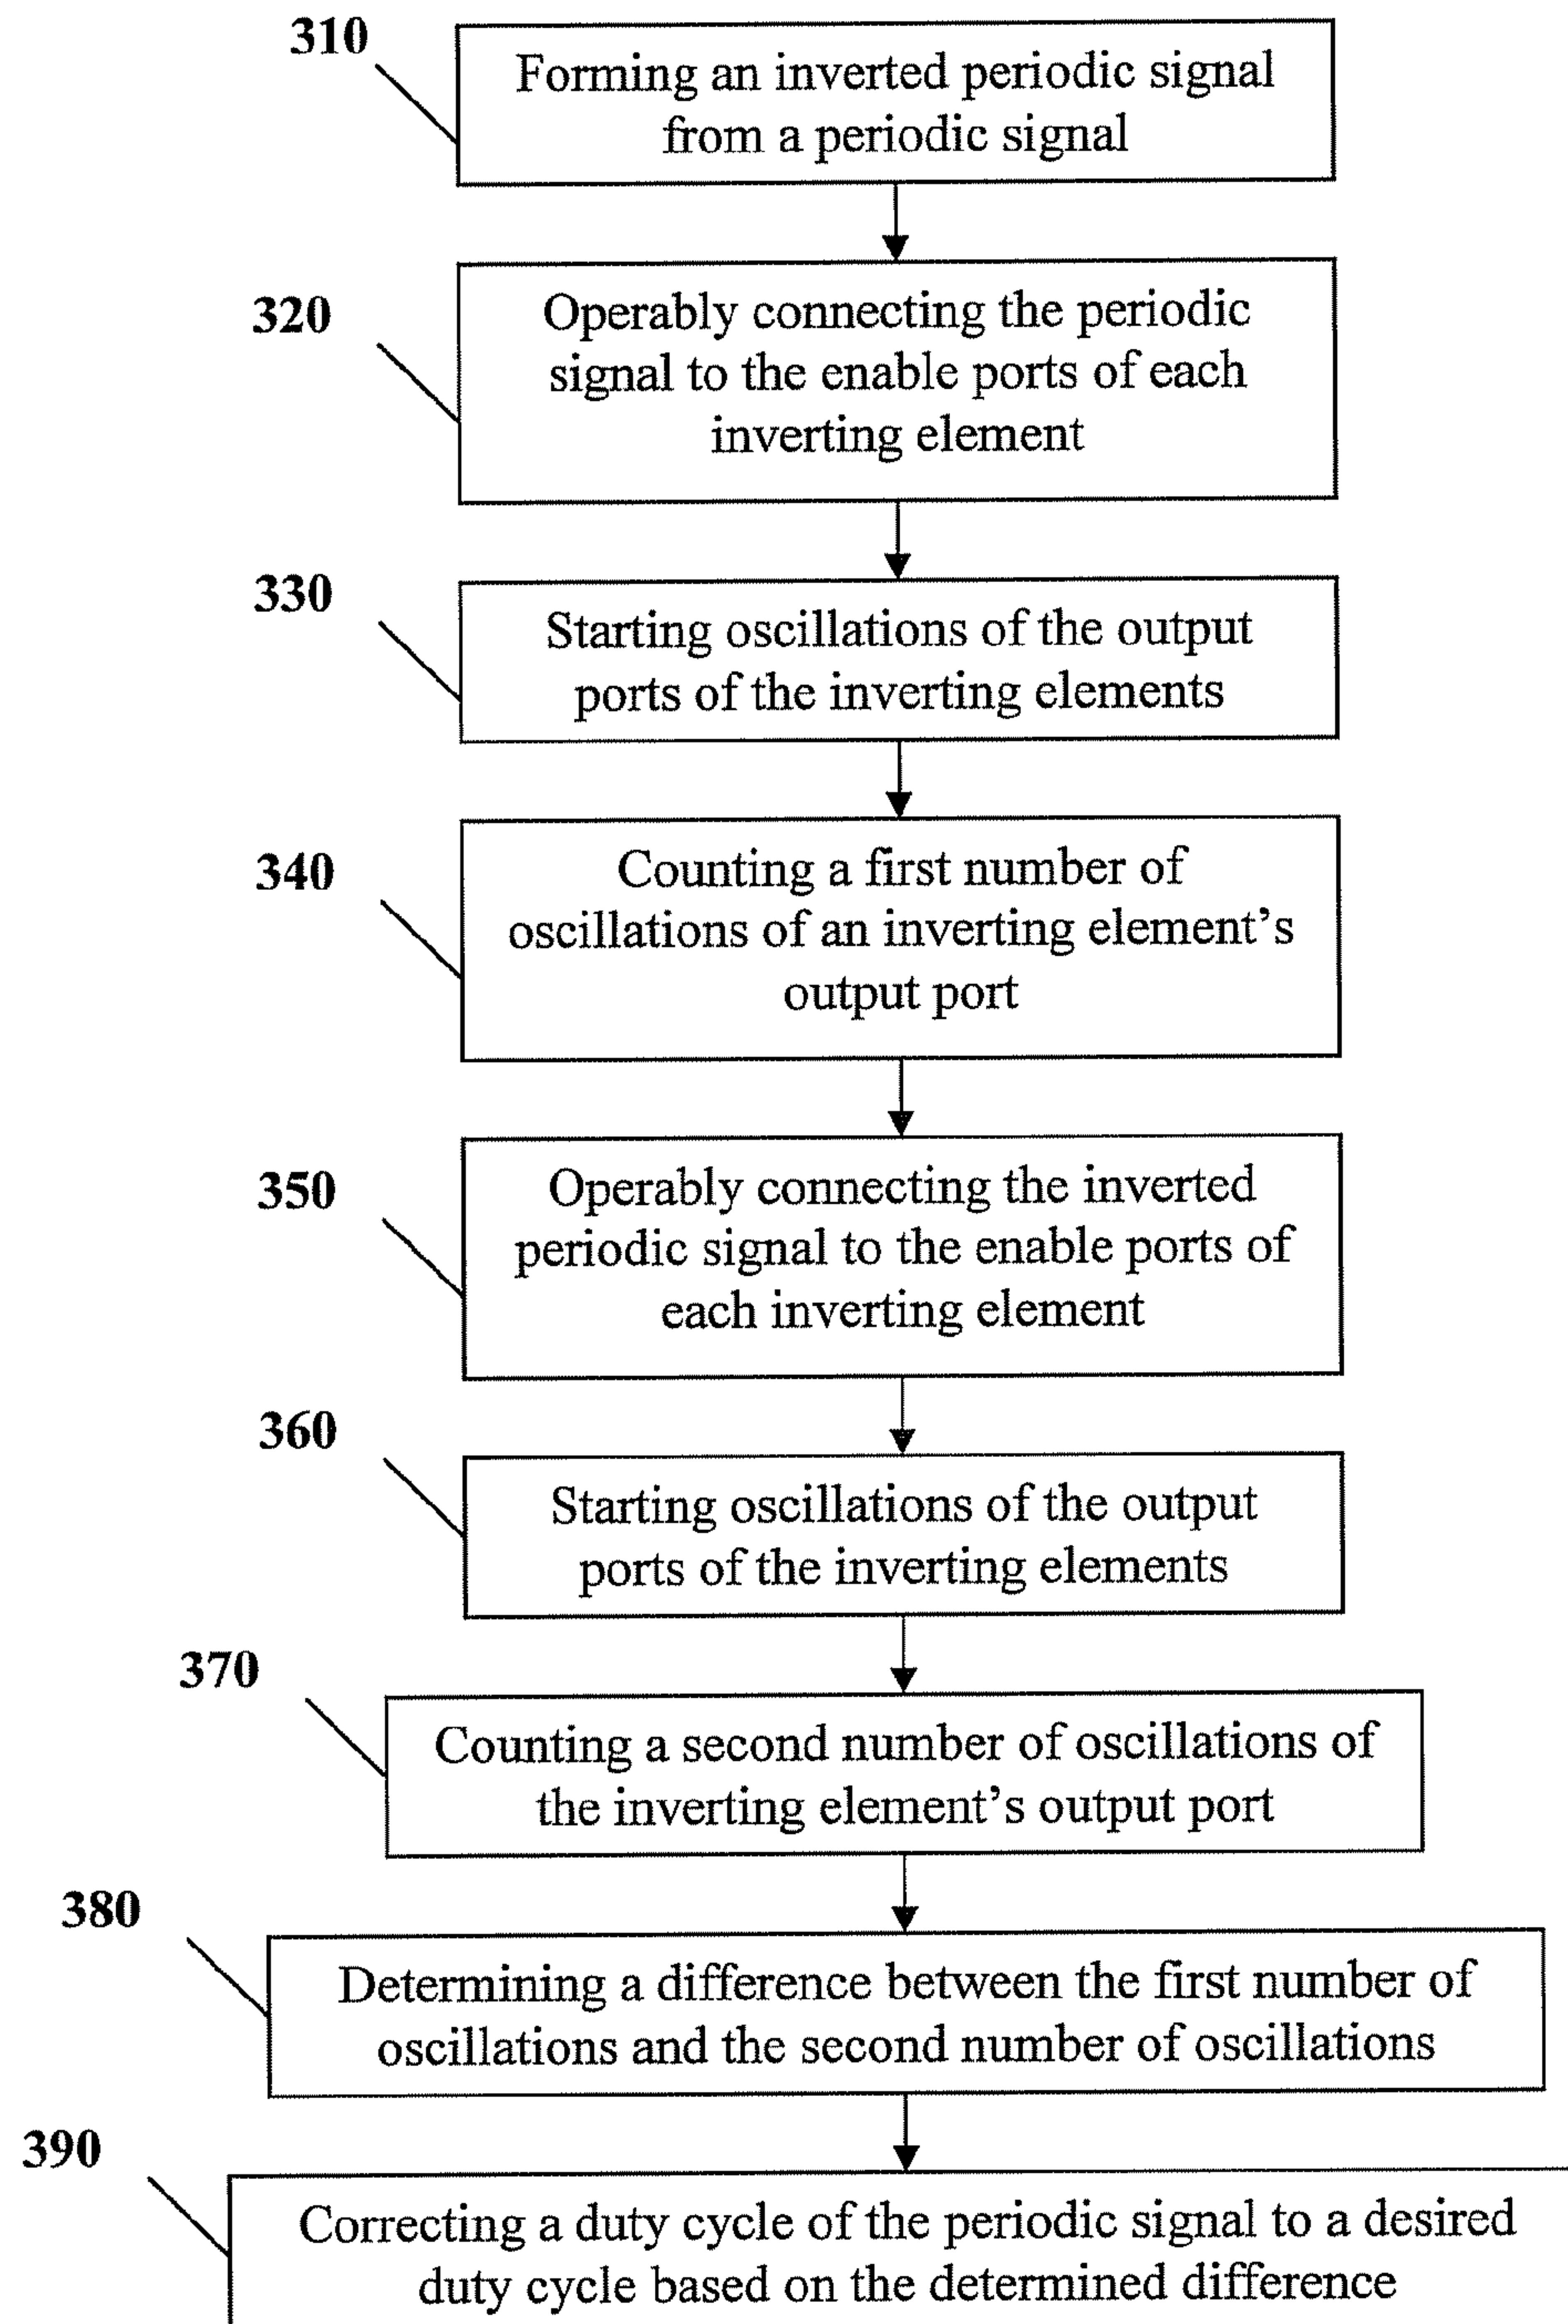 310
Forming an inverted periodic signal
from a periodic signal
320
Operably connecting the periodic
signal to the enable ports of each
inverting element
330
Starting oscillations of the output
ports of the inverting elements
340
Counting a first number of
oscillations of an inverting element's
output port
350
Operably connecting the inverted
periodic signal to the enable ports of
each inverting element
360
Starting oscillations of the output
ports of the inverting elements
370
Counting a second number of oscillations of
the inverting element's output port
380
Determining a difference between the first number of
oscillations and the second number of oscillations
390
Correcting a duty cycle of the periodic signal to a desired
duty cycle based on the determined difference